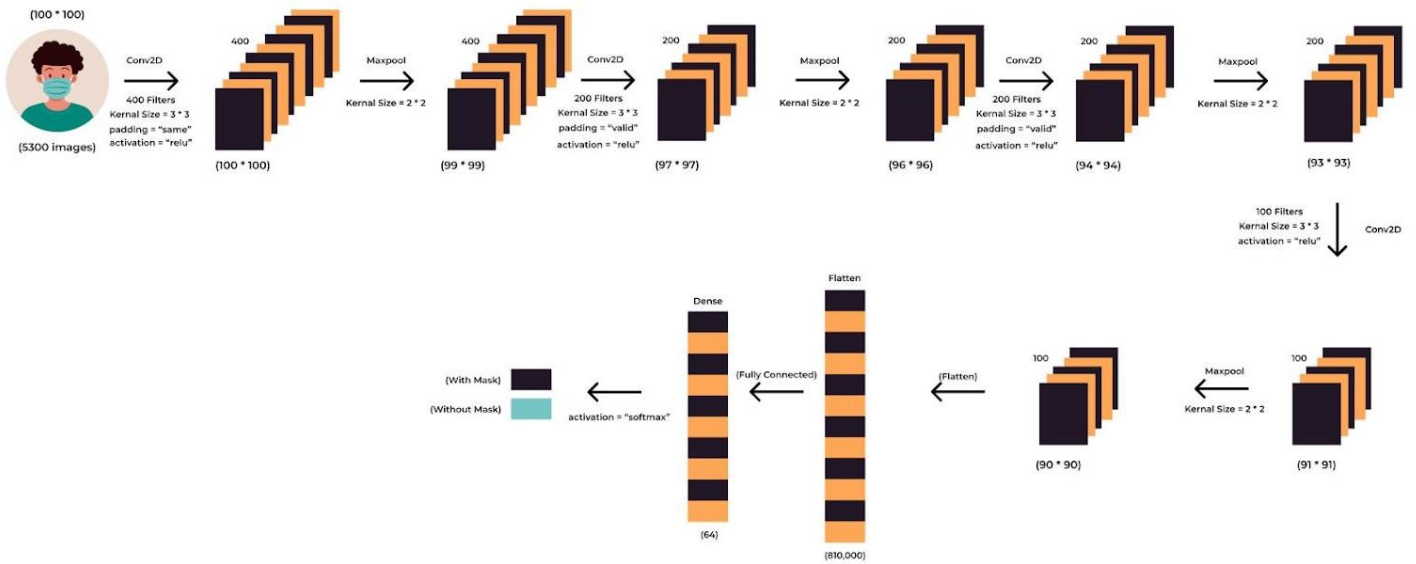 (100 * 100)
(5300 images)
Conv2D
400 Filters
Kernal Size = 3 * 3
padding = “same”
activation = “relu”
400
(100 * 100)
Maxpool
Kernal Size = 2 * 2
400
(99 * 99)
Conv2D
200 Filters
Kernal Size = 3 * 3
padding = “valid”
activation = “relu”
200
(97 * 97)
Maxpool
Kernal Size = 2 * 2
200
(96 * 96)
Conv2D
200 Filters
Kernal Size = 3 * 3
padding = “valid”
activation = “relu”
200
(94 * 94)
Maxpool
Kernal Size = 2 * 2
200
(93 * 93)
100 Filters
Kernal Size = 3 * 3
activation = “relu”
Conv2D
100
(91 * 91)
Maxpool
Kernal Size = 2 * 2
100
(90 * 90)
(Flatten)
Flatten
(810,000)
(Fully Connected)
Dense
(64)
activation = “softmax”
(With Mask)
(Without Mask)